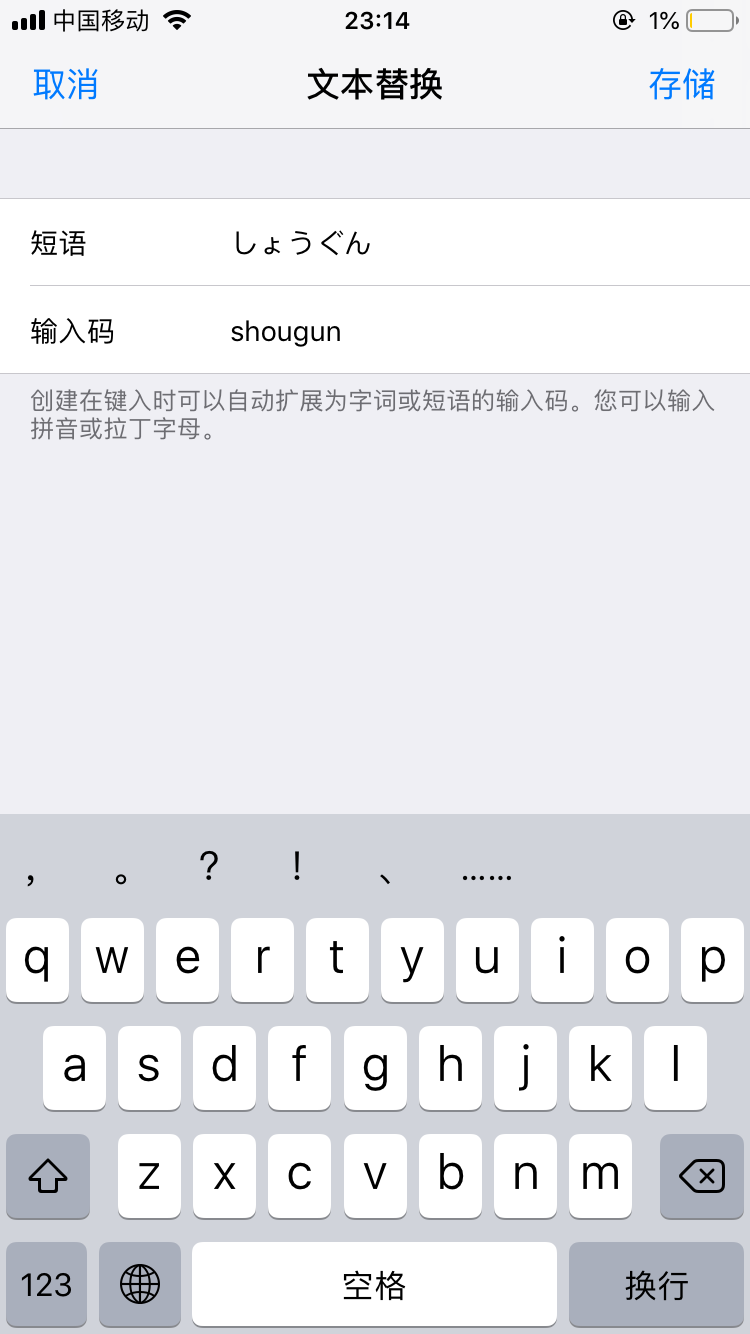 中国移动 23:14 1%
取消 文本替换 存储
短语 しょうぐん
输入码 shougun
创建在键入时可以自动扩展为字词或短语的输入码。您可以输入
拼音或拉丁字母。
， 。 ? ! 、 ……
q w e r t y u i o p
a s d f g h j k l
z x c v b n m
123 空格 换行